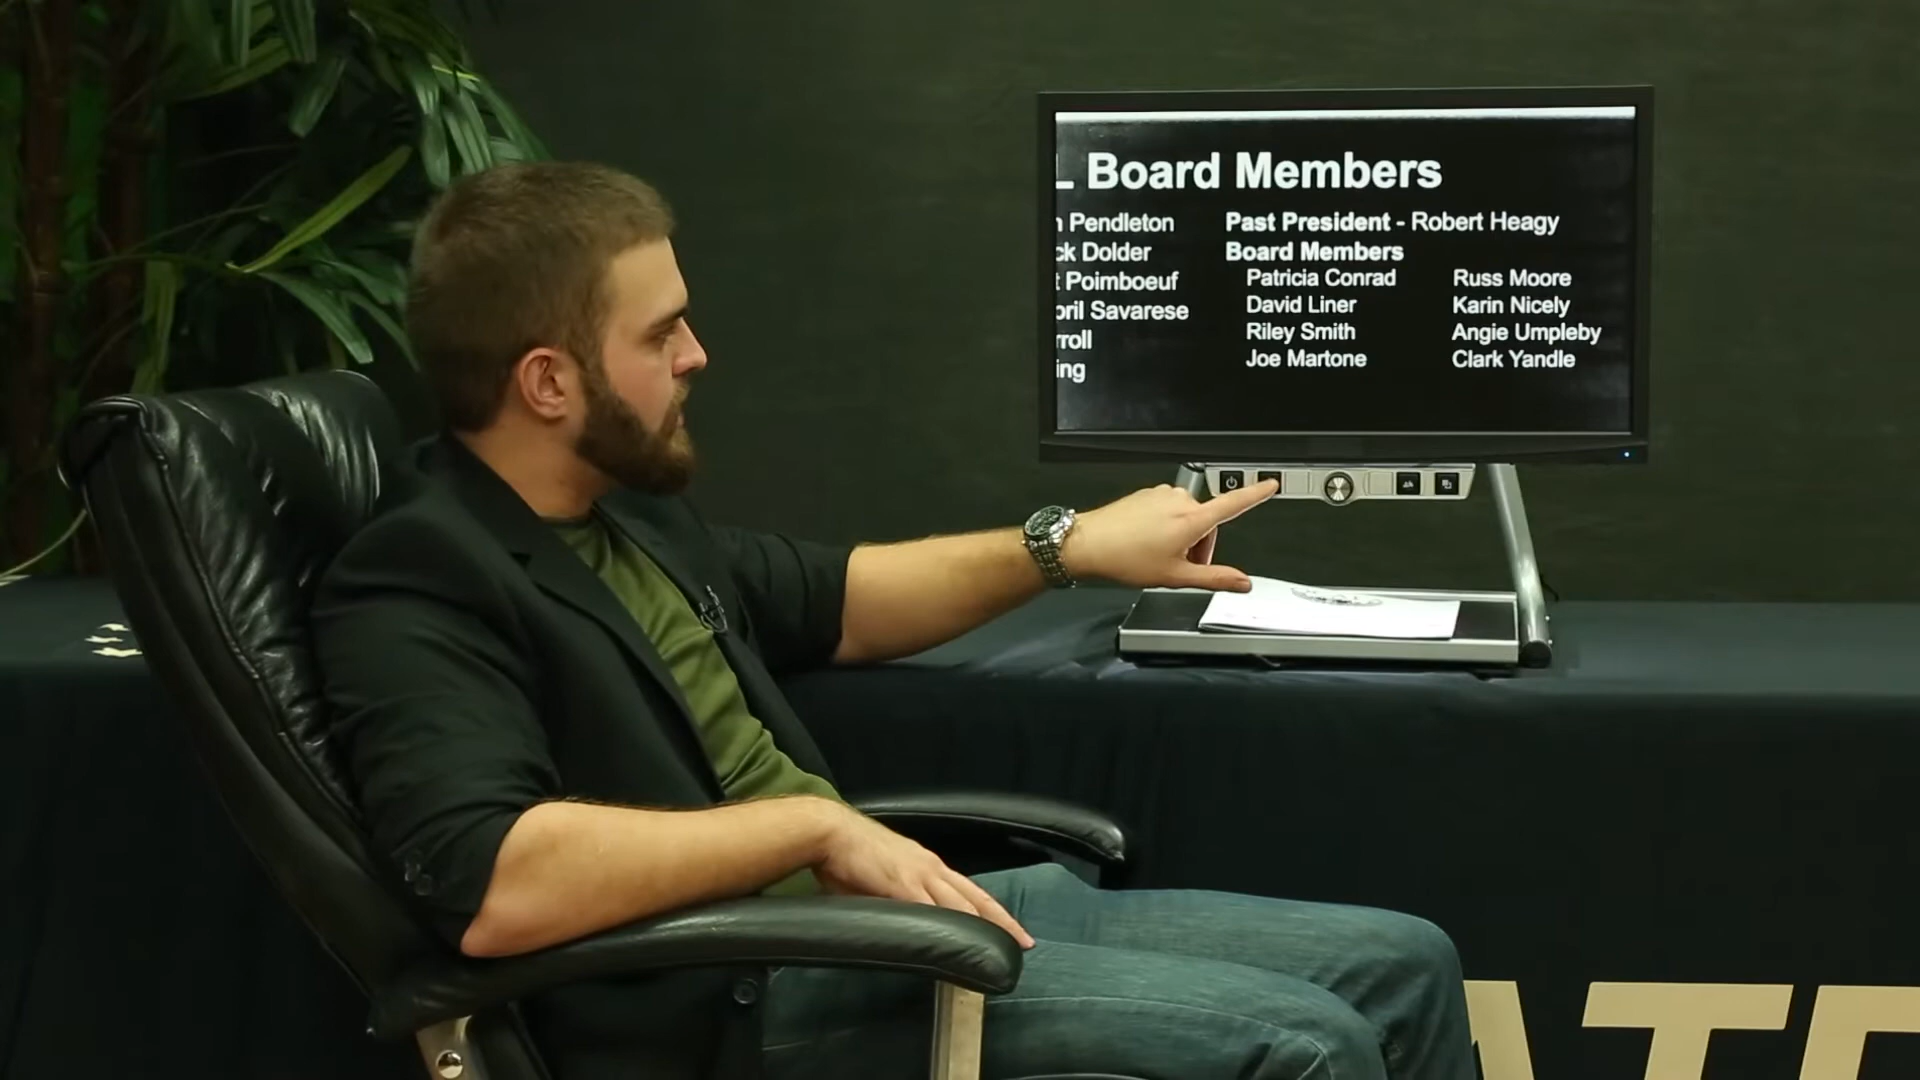 L Board Members
Pendleton
Dolder
Poimboeuf
Savarese
Past President - Robert Heagy
Board Members
Patricia Conrad Russ Moore
David Liner Karin Nicely
Riley Smith Angie Umpleby
Joe Martone Clark Yandle